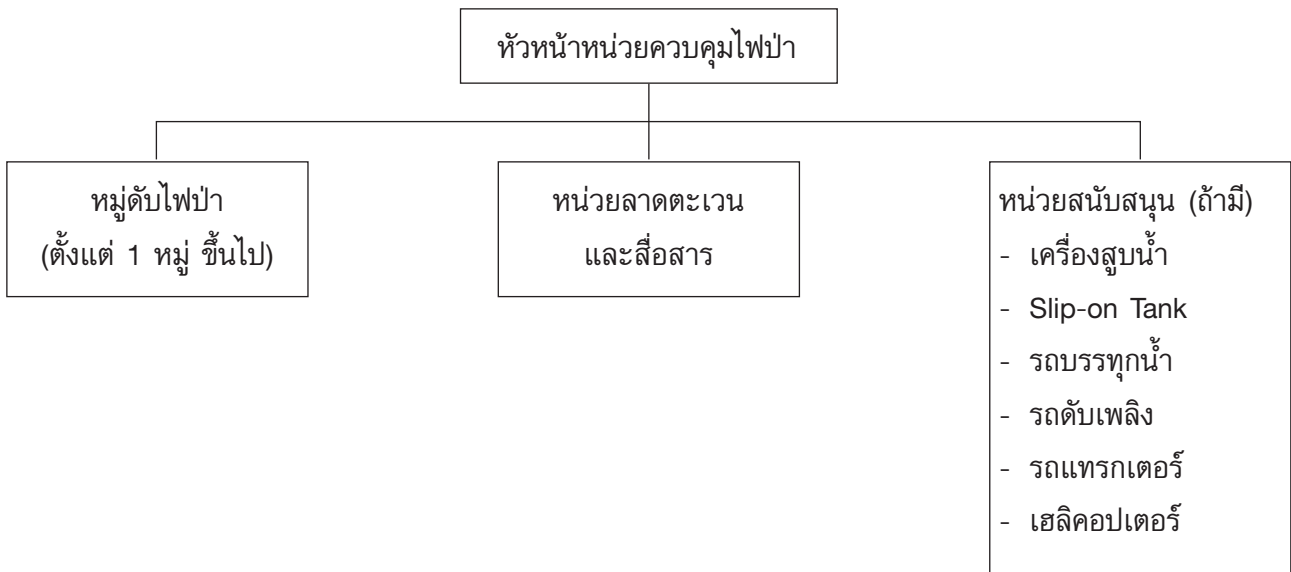 หัวหน้าหน่วยควบคุมไฟป่า
หมู่ดับไฟป่า
(ตั้งแต่ 1 หมู่ ขึ้นไป)
หน่วยลาดตะเวน
และสื่อสาร
หน่วยสนับสนุน (ถ้ามี)
- เครื่องสูบน้ำ
- Slip-on Tank
- รถบรรทุกน้ำ
- รถดับเพลิง
- รถแทรกเตอร์
- เฮลิคอปเตอร์